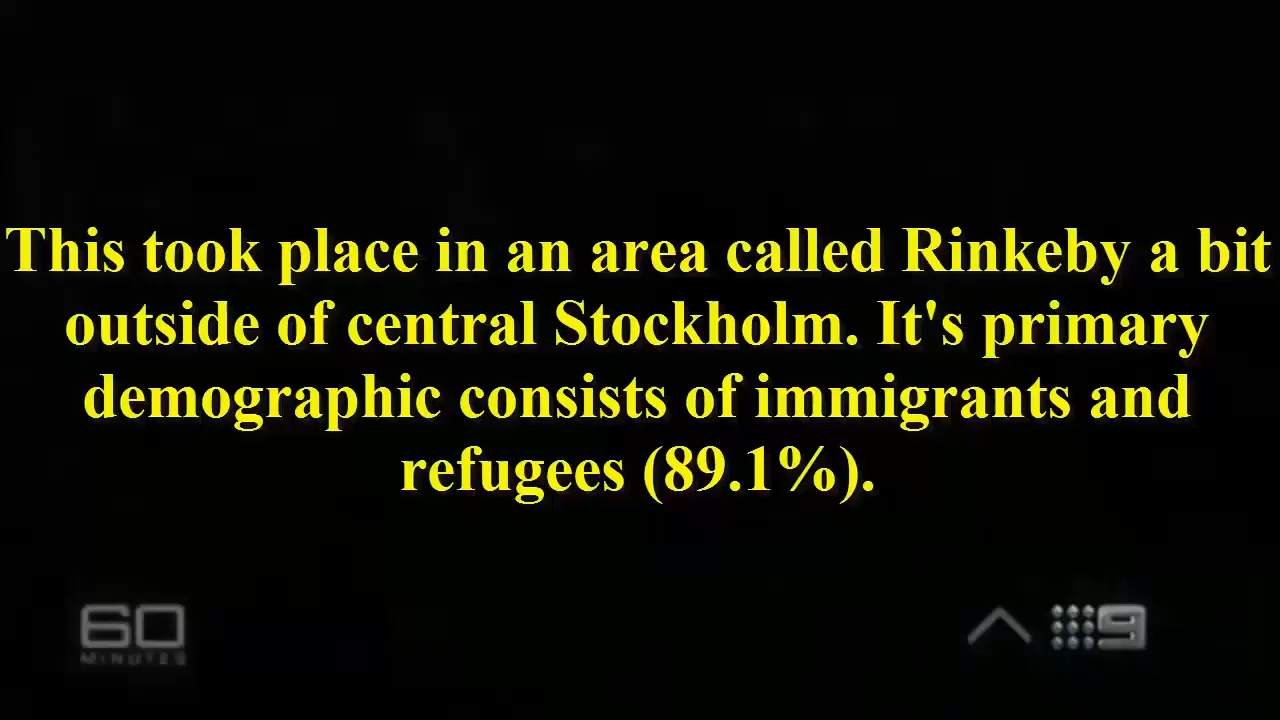 This took place in an area called Rinkeby a bit
outside of central Stockholm. It's primary
demographic consists of immigrants and
refugees (89.1%).
60
MINUTES
9